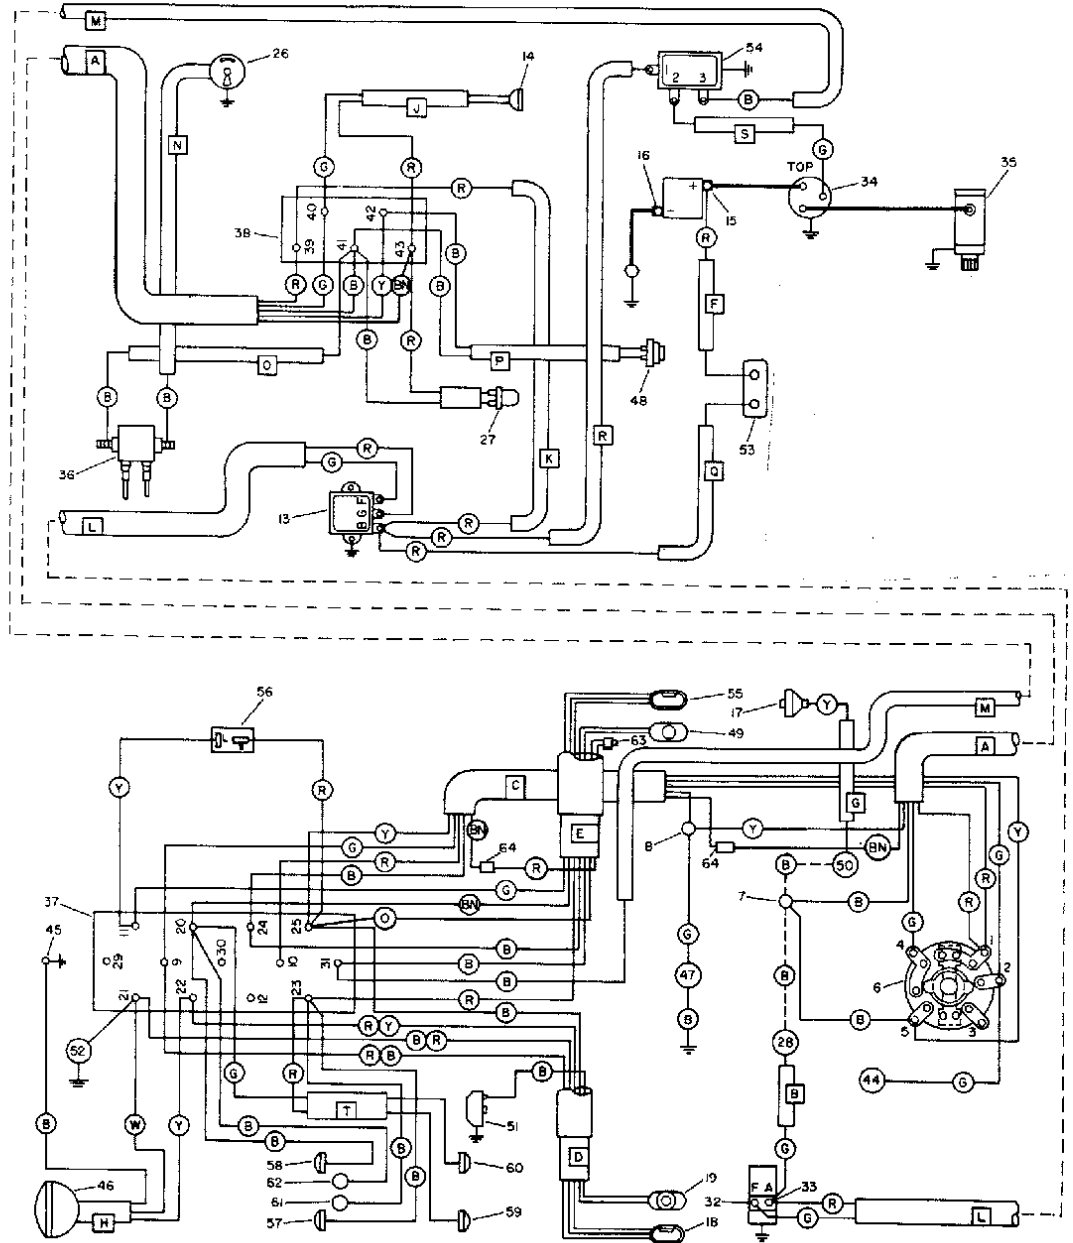 M
A
26
14
54
2 3
B
J
N
S
G
TOP
16
+
-
15
34
35
G
R
R
40
42
38
39
41
43
B
R
F
R
G
B
Y
BN
B
O
B
R
P
48
B
B
27
R
53
36
R
G
K
Q
L
13
F
G
B
R
R
R
56
55
17
Y
M
49
63
A
Y
R
C
G
Y
BN
G
E
8
Y
64
BN
Y
R
64
R
B
50
G
B
G
R
37
BN
O
7
B
R
G
45
11
20
24
25
B
G
4
1
29
9
30
10
31
B
B
47
B
6
2
21
22
12
23
R
B
B
B
5
3
R Y
B R
52
R B
28
44
G
G
R
B
B
T
51
D
B
W
Y
B
B
B
B
58
60
62
G
46
61
19
F A
33
32
R
H
57
59
18
G
L